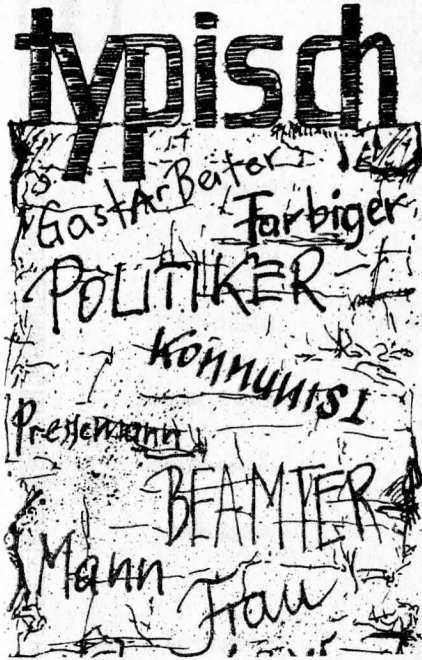 typisch
GastArBeiter
Farbiger
POLITIKER
KOMMUNIST
Pressemann
BEAMTER
Mann
Frau